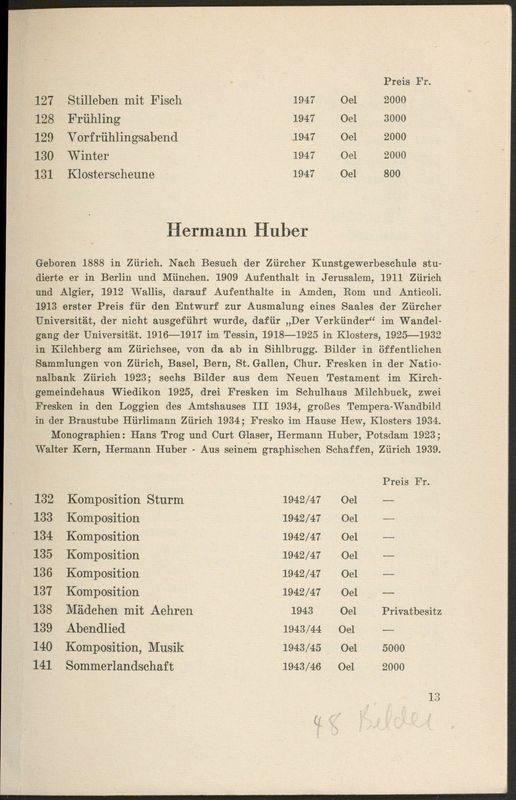 Preis Fr.
127 Stilleben mit Fisch 1947 Oel 2000
128 Frühling 1947 Oel 3000
129 Vorfrühlingsabend 1947 Oel 2000
130 Winter 1947 Oel 2000
131 Klosterscheune 1947 Oel 800
Hermann Huber
Geboren 1888 in Zürich. Nach Besuch der Zürcher Kunstgewerbeschule stu-
dierte er in Berlin und München. 1909 Aufenthalt in Jerusalem, 1911 Zürich
und Algier, 1912 Wallis, darauf Aufenthalte in Amden, Rom und Anticoli.
1913 erster Preis für den Entwurf zur Ausmalung eines Saales der Zürcher
Universität, der nicht ausgeführt wurde, dafür „Der Verkünder“ im Wandel-
gang der Universität. 1916—1917 im Tessin, 1918—1925 in Klosters, 1925—1932
in Kilchberg am Zürichsee, von da ab in Sihlbrugg. Bilder in öffentlichen
Sammlungen von Zürich, Basel, Bern, St. Gallen, Chur. Fresken in der Natio-
nalbank Zürich 1923; sechs Bilder aus dem Neuen Testament im Kirch-
gemeindehaus Wiedikon 1925, drei Fresken im Schulhaus Milchbuck, zwei
Fresken in den Loggien des Amtshauses III 1934, großes Tempera-Wandbild
in der Braustube Hürlimann Zürich 1934; Fresko im Hause Hew, Klosters 1934.
Monographien: Hans Trog und Curt Glaser, Hermann Huber, Potsdam 1923;
Walter Kern, Hermann Huber - Aus seinem graphischen Schaffen, Zürich 1939.
Preis Fr.
132 Komposition Sturm 1942/47 Oel —
133 Komposition 1942/47 Oel —
134 Komposition 1942/47 Oel —
135 Komposition 1942/47 Oel —
136 Komposition 1942/47 Oel —
137 Komposition 1942/47 Oel —
138 Mädchen mit Aehren 1943 Oel Privatbesitz
139 Abendlied 1943/44 Oel —
140 Komposition, Musik 1943/45 Oel 5000
141 Sommerlandschaft 1943/46 Oel 2000
13
48 Bilder.